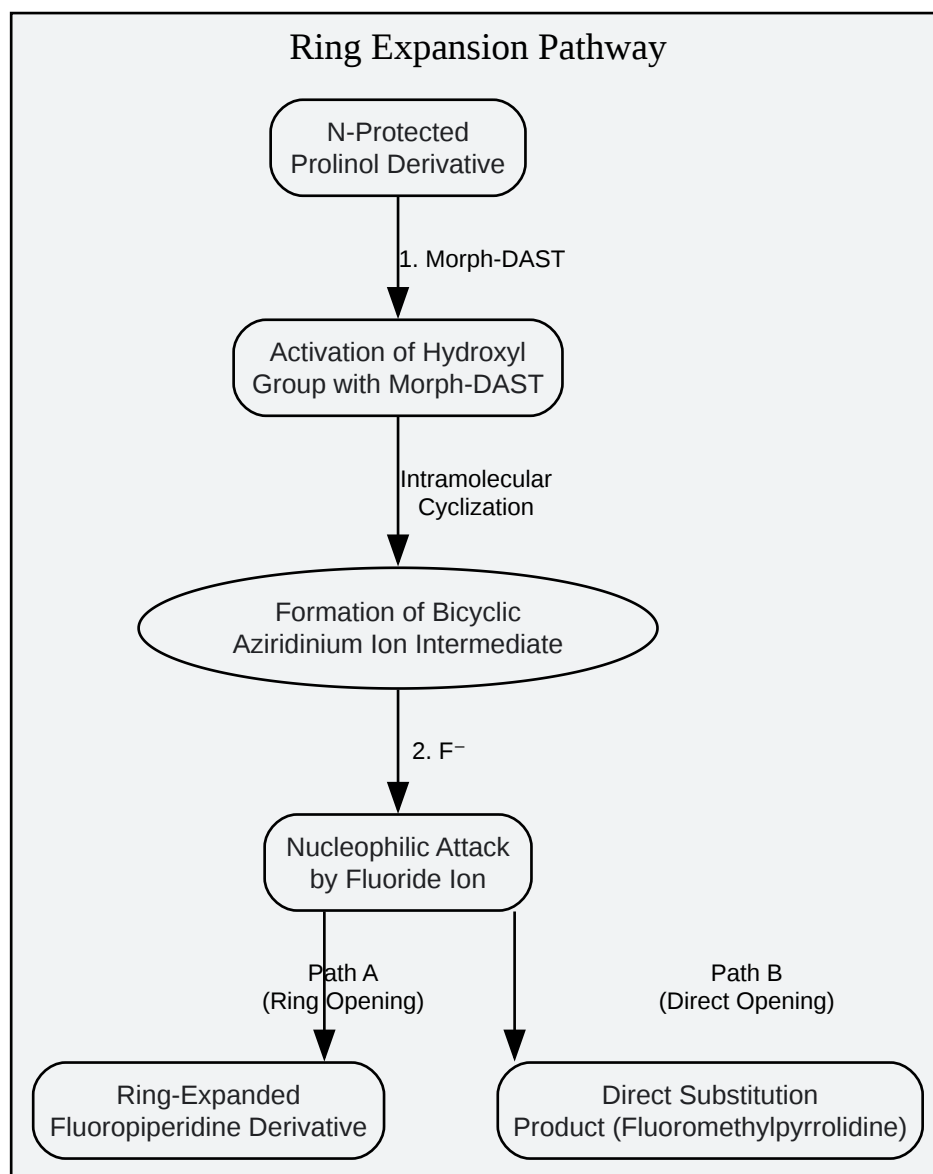 Ring Expansion Pathway
N-Protected
Prolinol Derivative
1. Morph-DAST
Activation of Hydroxyl
Group with Morph-DAST
Intramolecular
Cyclization
Formation of Bicyclic
Aziridinium Ion Intermediate
2. F⁻
Nucleophilic Attack
by Fluoride Ion
Path A
(Ring Opening)
Path B
(Direct Opening)
Ring-Expanded
Fluoropiperidine Derivative
Direct Substitution
Product (Fluoromethylpyrrolidine)